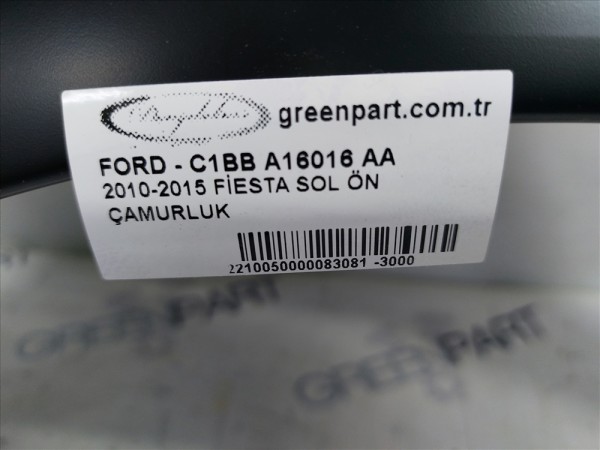 greenpart.com.tr
FORD - C1BB A16016 AA
2010-2015 FİESTA SOL ÖN
ÇAMURLUK
2210050000083081 -3000
GREENPART
GREENPART